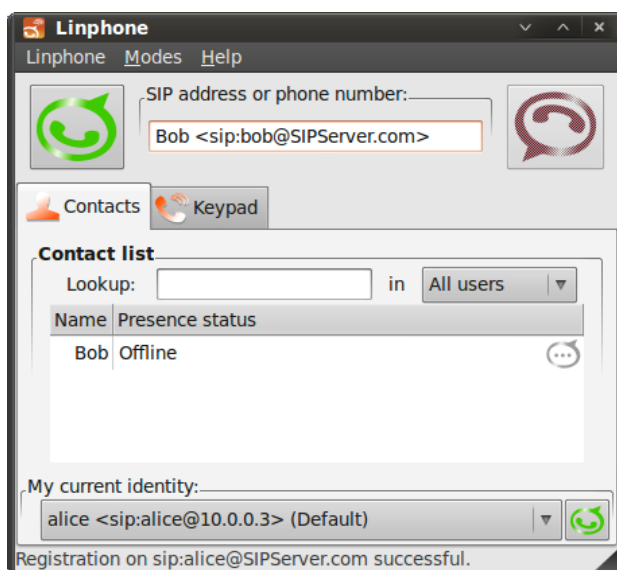 Linphone
Linphone Modes Help
SIP address or phone number:
Bob <sip:bob@SIPServer.com>
Contacts Keypad
Contact list
Lookup: in All users
Name Presence status
Bob Offline
My current identity:
alice <sip:alice@10.0.0.3> (Default)
Registration on sip:alice@SIPServer.com successful.